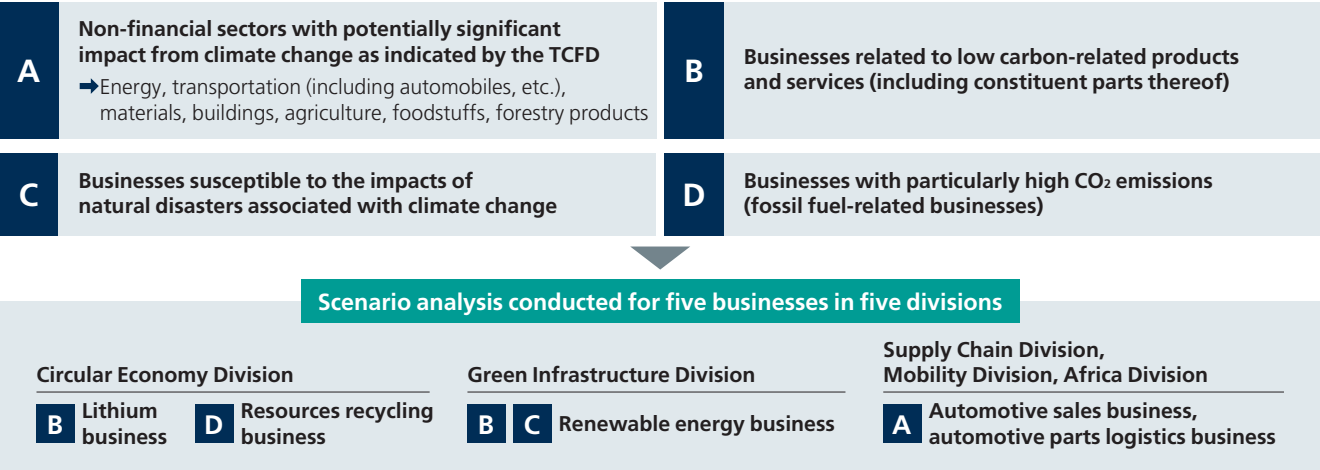 A
Non-financial sectors with potentially significant
impact from climate change as indicated by the TCFD
➡Energy, transportation (including automobiles, etc.),
materials, buildings, agriculture, foodstuffs, forestry products
B
Businesses related to low carbon-related products
and services (including constituent parts thereof)
C
Businesses susceptible to the impacts of
natural disasters associated with climate change
D
Businesses with particularly high CO₂ emissions
(fossil fuel-related businesses)
Scenario analysis conducted for five businesses in five divisions
Circular Economy Division
B
Lithium
business
D
Resources recycling
business
Green Infrastructure Division
B C Renewable energy business
Supply Chain Division,
Mobility Division, Africa Division
A
Automotive sales business,
automotive parts logistics business